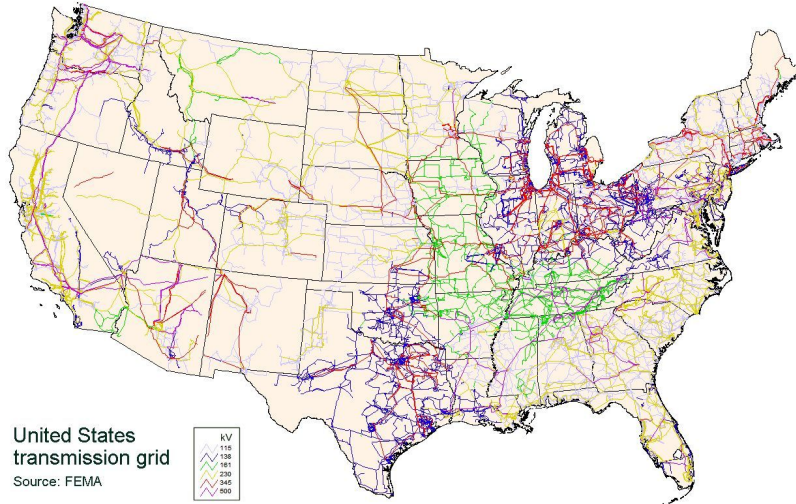 United States
transmission grid
Source: FEMA
kV
115
138
161
230
345
500